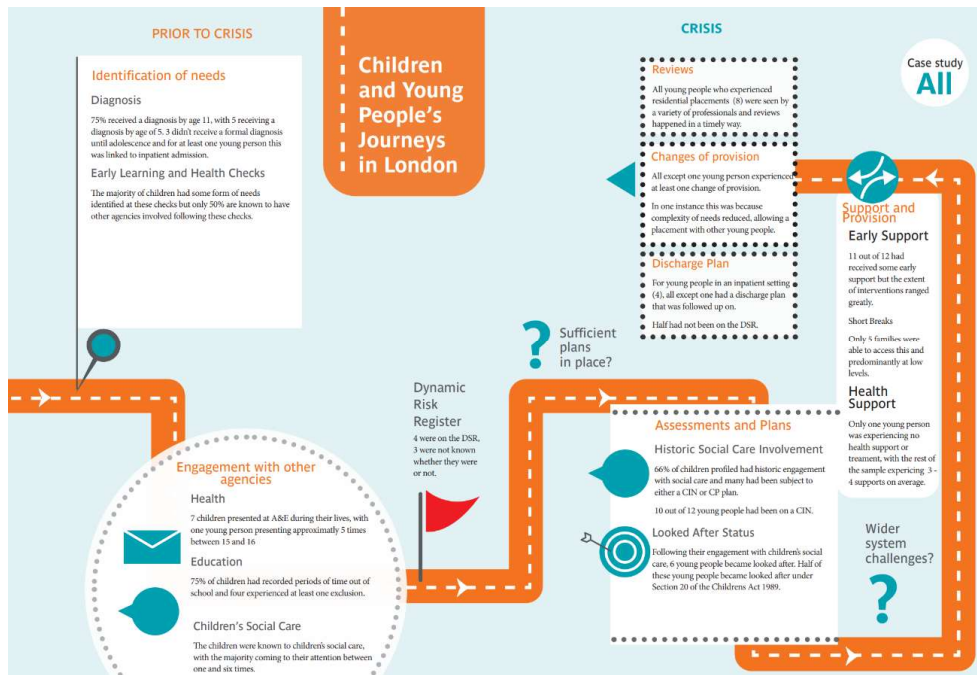 PRIOR TO CRISIS
Identification of needs
Diagnosis
75% received a diagnosis by age 11, with 5 receiving a
diagnosis by age of 5. 3 didn't receive a formal diagnosis
until adolescence and for at least one young person this
was linked to inpatient admission.
Early Learning and Health Checks
The majority of children had some form of needs
identified at these checks but only 50% are known to have
other agencies involved following these checks.
Children
and Young
People's
Journeys
in London
CRISIS
Case study
All
Reviews
All young people who experienced
residential placements (8) were seen by
a variety of professionals and reviews
happened in a timely way.
Changes of provision
All except one young person experienced
at least one change of provision.
In one instance this was because
complexity of needs reduced, allowing a
placement with other young people.
Discharge Plan
For young people in an inpatient setting
(4), all except one had a discharge plan
that was followed up on.
Half had not been on the DSR.
Support and
Provision
Early Support
11 out of 12 had
received some early
support but the extent
of interventions ranged
greatly.
Short Breaks
Only 5 families were
able to access this and
predominantly at low
levels.
Health
Support
Only one young person
was experiencing no
health support or
treament, with the rest of
the sample expericing 3 -
4 supports on average.
?
Sufficient
plans
in place?
Dynamic
Risk
Register
4 were on the DSR,
3 were not known
whether they were
or not.
Engagement with other
agencies
Health
7 children presented at A&E during their lives, with
one young person presenting approximatly 5 times
between 15 and 16
Education
75% of children had recorded periods of time out of
school and four experienced at least one exclusion.
Children's Social Care
The children were known to children's social care,
with the majority coming to their attention between
one and six times.
Assessments and Plans
Historic Social Care Involvement
66% of children profiled had historic engagement
with social care and many had been subject to
either a CIN or CP plan.
10 out of 12 young people had been on a CIN.
Looked After Status
Following their engagement with children's social
care, 6 young people became looked after. Half of
these young people became looked after under
Section 20 of the Childrens Act 1989.
Wider
system
challenges?
?